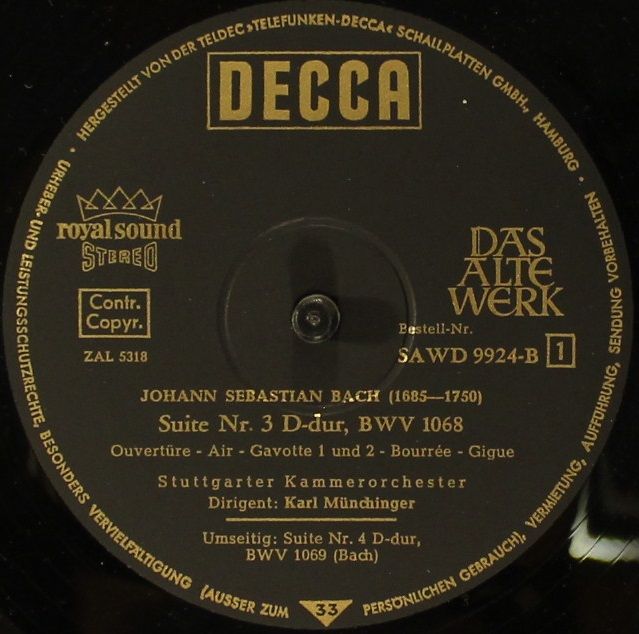 HERGESTELLT VON DER TELDEC »TELEFUNKEN-DECCA« SCHALLPLATTEN GMBH., HAMBURG
DECCA
royal sound
STEREO
DAS
ALTE
WERK
Contr.
Copyr.
ZAL 5318
Bestell-Nr.
SAWD 9924-B 1
JOHANN SEBASTIAN BACH (1685—1750)
Suite Nr. 3 D-dur, BWV 1068
Ouvertüre - Air - Gavotte 1 und 2 - Bourrée - Gigue
Stuttgarter Kammerorchester
Dirigent: Karl Münchinger
Umseitig: Suite Nr. 4 D-dur,
BWV 1069 (Bach)
URHEBER- UND LEISTUNGSSCHUTZRECHTE, BESONDERS VERVIELFÄLTIGUNG (AUSSER ZUM PERSÖNLICHEN GEBRAUCH), VERMIETUNG, AUFFÜHRUNG, SENDUNG VORBEHALTEN
33